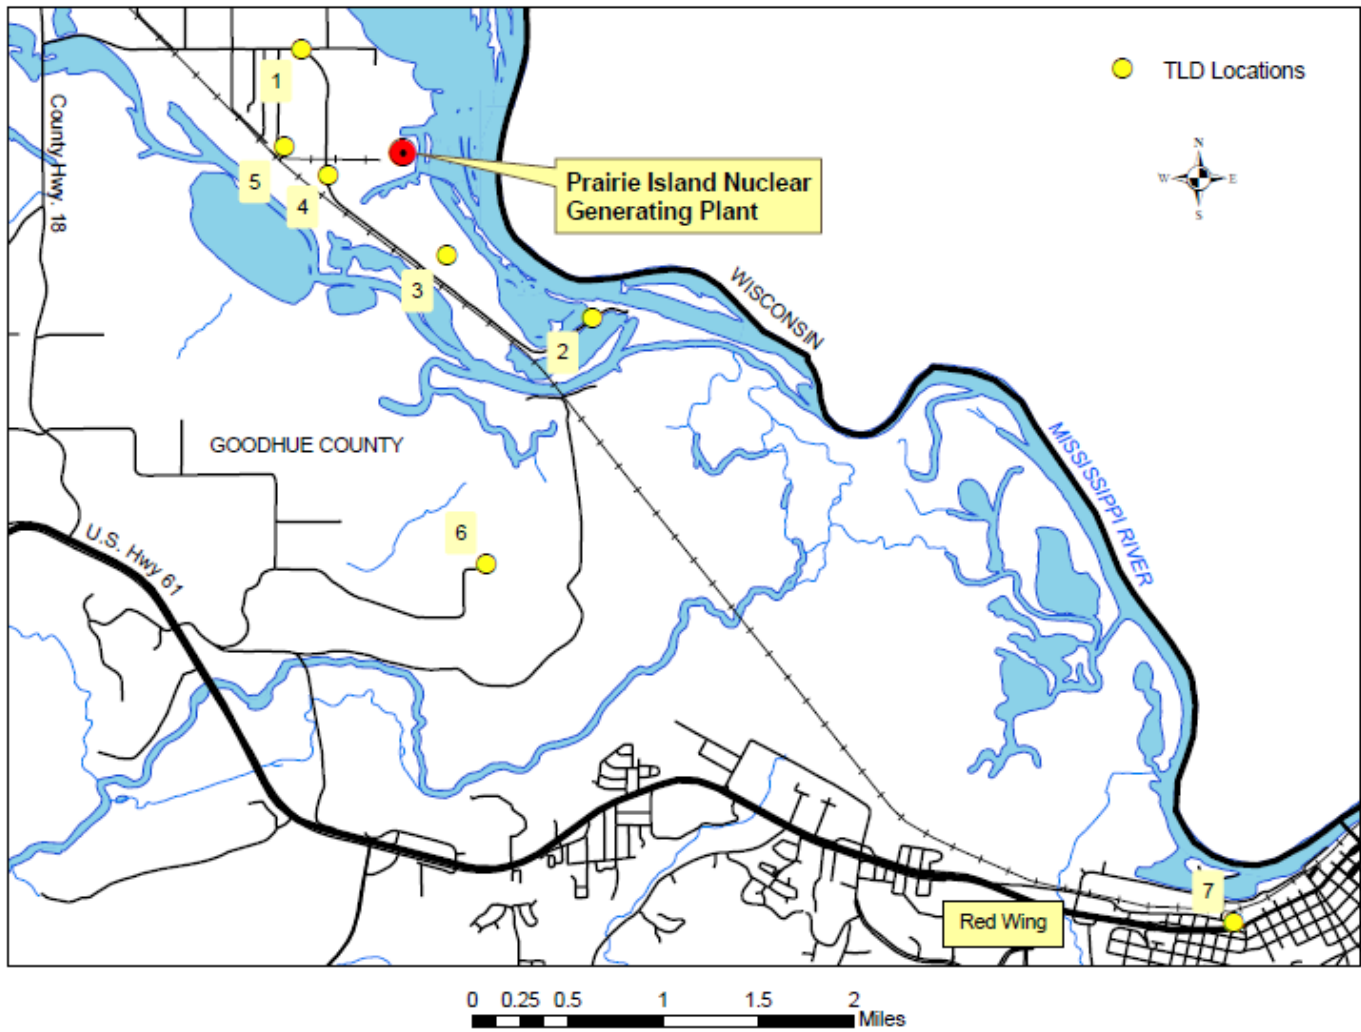 TLD Locations
1
N
W E
S
County Hwy. 18
5
4
Prairie Island Nuclear
Generating Plant
3
WISCONSIN
2
GOODHUE COUNTY
MISSISSIPPI RIVER
6
U.S. Hwy 61
7
Red Wing
0 0.25 0.5 1 1.5 2
Miles